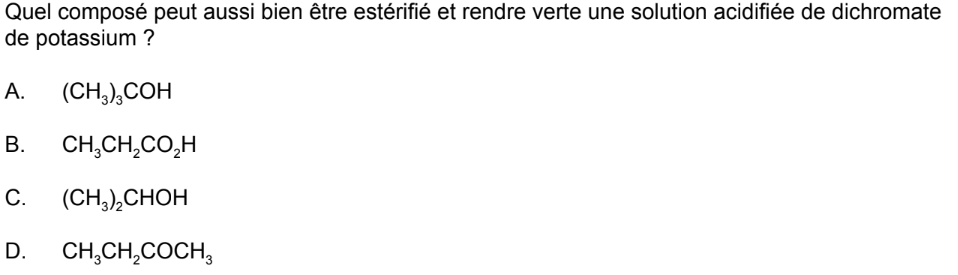 Quel composé peut aussi bien être estérifié et rendre verte une solution acidifiée de dichromate
de potassium ?
A. (CH₃)₃COH
B. CH₃CH₂CO₂H
C. (CH₃)₂CHOH
D. CH₃CH₂COCH₃